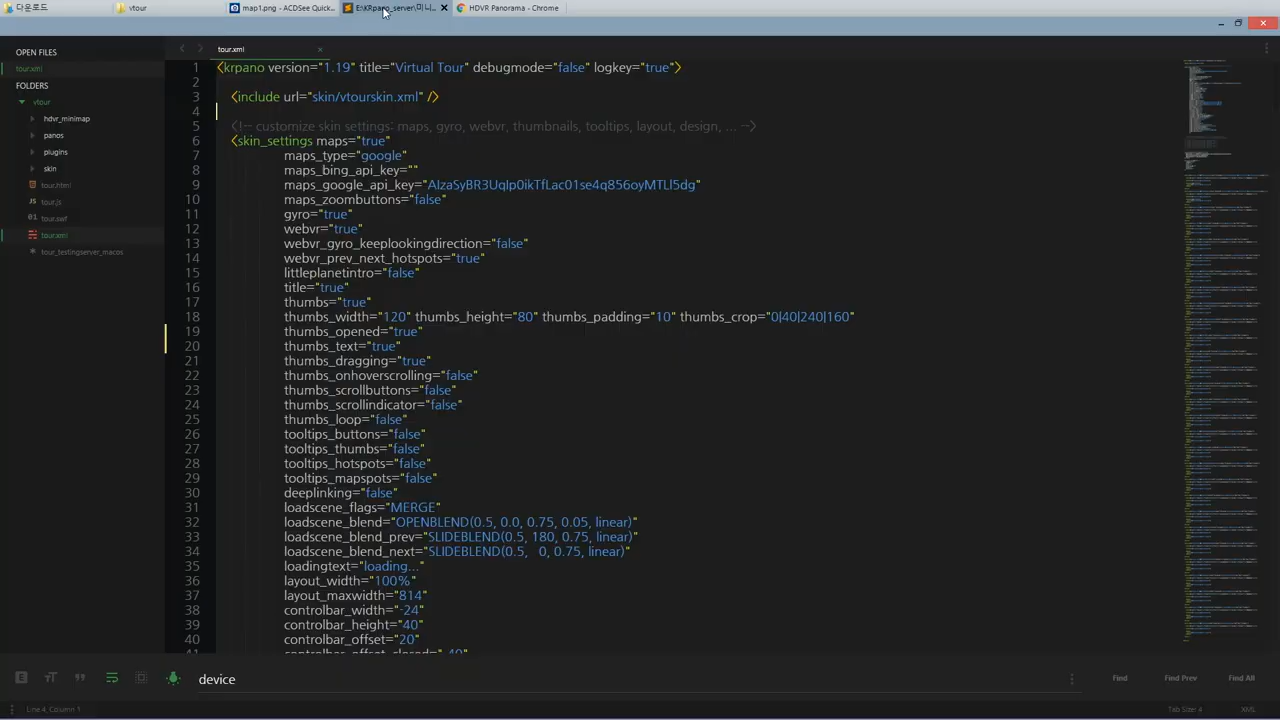 다운로드
vtour
map1.png - ACDSee Quick...
E:\KRpano_server\미니...
HDVR Panorama - Chrome
OPEN FILES
tour.xml
FOLDERS
vtour
hdvr_minimap
panos
plugins
skin
tour.html
tour.js
tour.swf
tour.xml
tour_testingserver_macos
tour.xml
1 <krpano version="1.19" title="Virtual Tour" debugmode="false" logkey="true">
2
3 <include url="skin/vtourskin.xml" />
4
5 <!-- customize skin settings: maps, gyro, webvr, thumbnails, tooltips, layout, design, ... -->
6 <skin_settings maps="true"
7 maps_type="google"
8 maps_bing_api_key=""
9 maps_google_api_key=
10 maps_zoombuttons="false"
11 gyro="true"
12 webvr="true"
13 webvr_gyro_keeplookingdirection="false"
14 webvr_prev_next_hotspots="true"
15 littleplanetintro="false"
16 title="true"
17 thumbs="true"
18 thumbs_width="120" thumbs_height="80" thumbs_padding="10" thumbs_crop="0|40|240|160"
19 thumbs_opened="true"
20 thumbs_text="true"
21 thumbs_dragging="true"
22 thumbs_onhoverscrolling="false"
23 thumbs_scrollbuttons="false"
24 thumbs_scrollindicator="false"
25 thumbs_loop="false"
26 tooltips_buttons="false"
27 tooltips_thumbs="false"
28 tooltips_hotspots="false"
29 tooltips_mapspots="false"
30 deeplinking="false"
31 loadscene_flags="MERGE"
32 loadscene_blend="OPENBLEND(0.5, 0.0, 0.75, 0.05, linear)"
33 loadscene_blend_prev="SLIDEBLEND(0.5, 180, 0.75, linear)"
34 loadscene_blend_next="SLIDEBLEND(0.5, 0, 0.75, linear)"
35 loadingtext="loading..."
36 layout_width="100%"
37 layout_maxwidth="814"
38 controlbar_width="-24"
39 controlbar_height="40"
40 controlbar_offset="20"
41 controlbar_offset_closed="-40"
device
Find
Find Prev
Find All
Line 4, Column 1
Tab Size: 4
XML